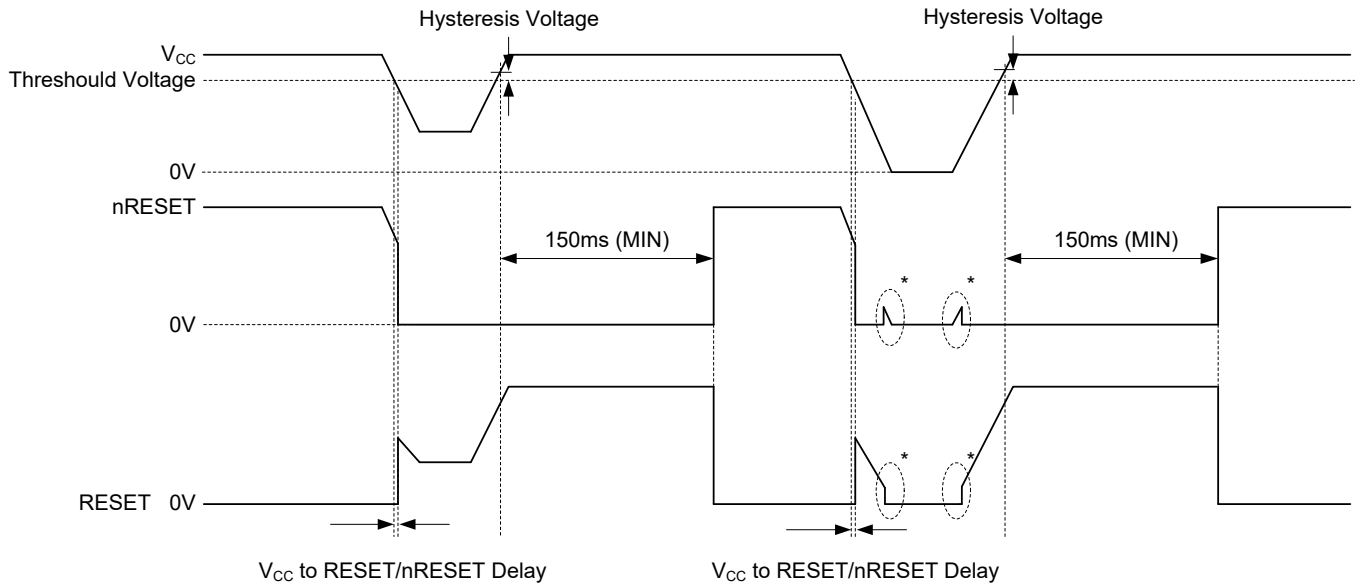 Hysteresis Voltage
Hysteresis Voltage
VCC
Threshould Voltage
0V
nRESET
150ms (MIN)
150ms (MIN)
*
*
0V
*
*
RESET 0V
VCC to RESET/nRESET Delay
VCC to RESET/nRESET Delay